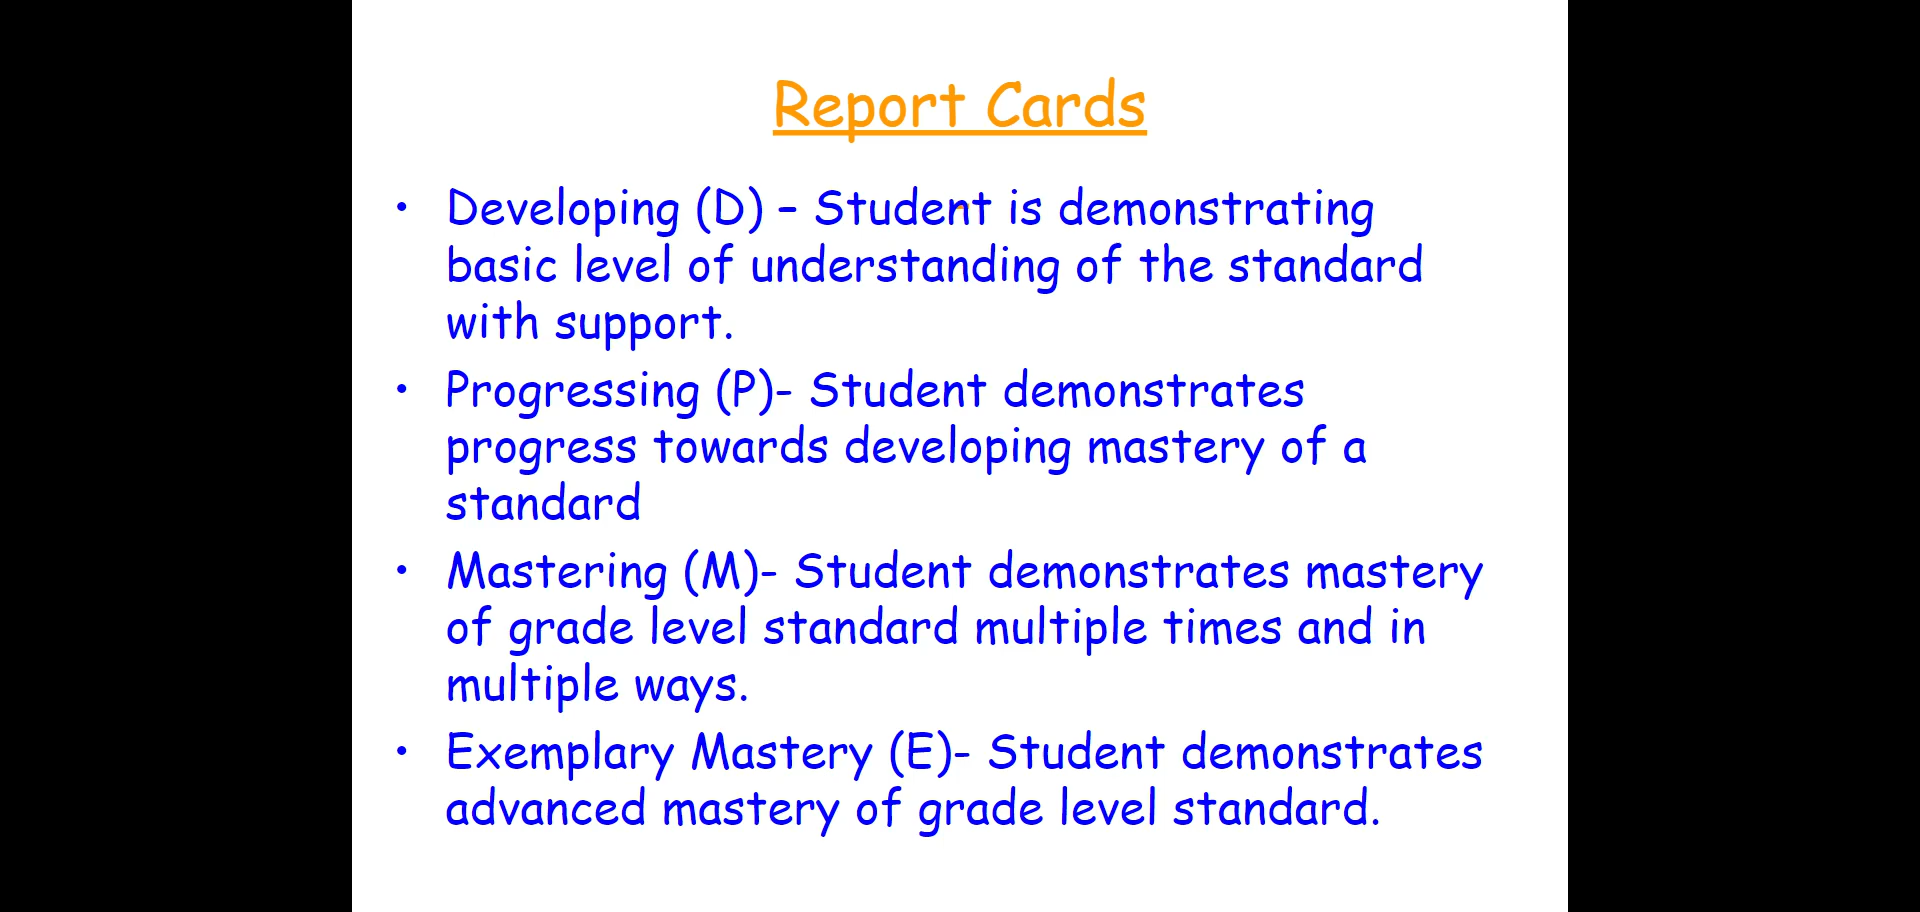 Report Cards
• Developing (D) – Student is demonstrating
basic level of understanding of the standard
with support.
• Progressing (P)- Student demonstrates
progress towards developing mastery of a
standard
• Mastering (M)- Student demonstrates mastery
of grade level standard multiple times and in
multiple ways.
• Exemplary Mastery (E)- Student demonstrates
advanced mastery of grade level standard.